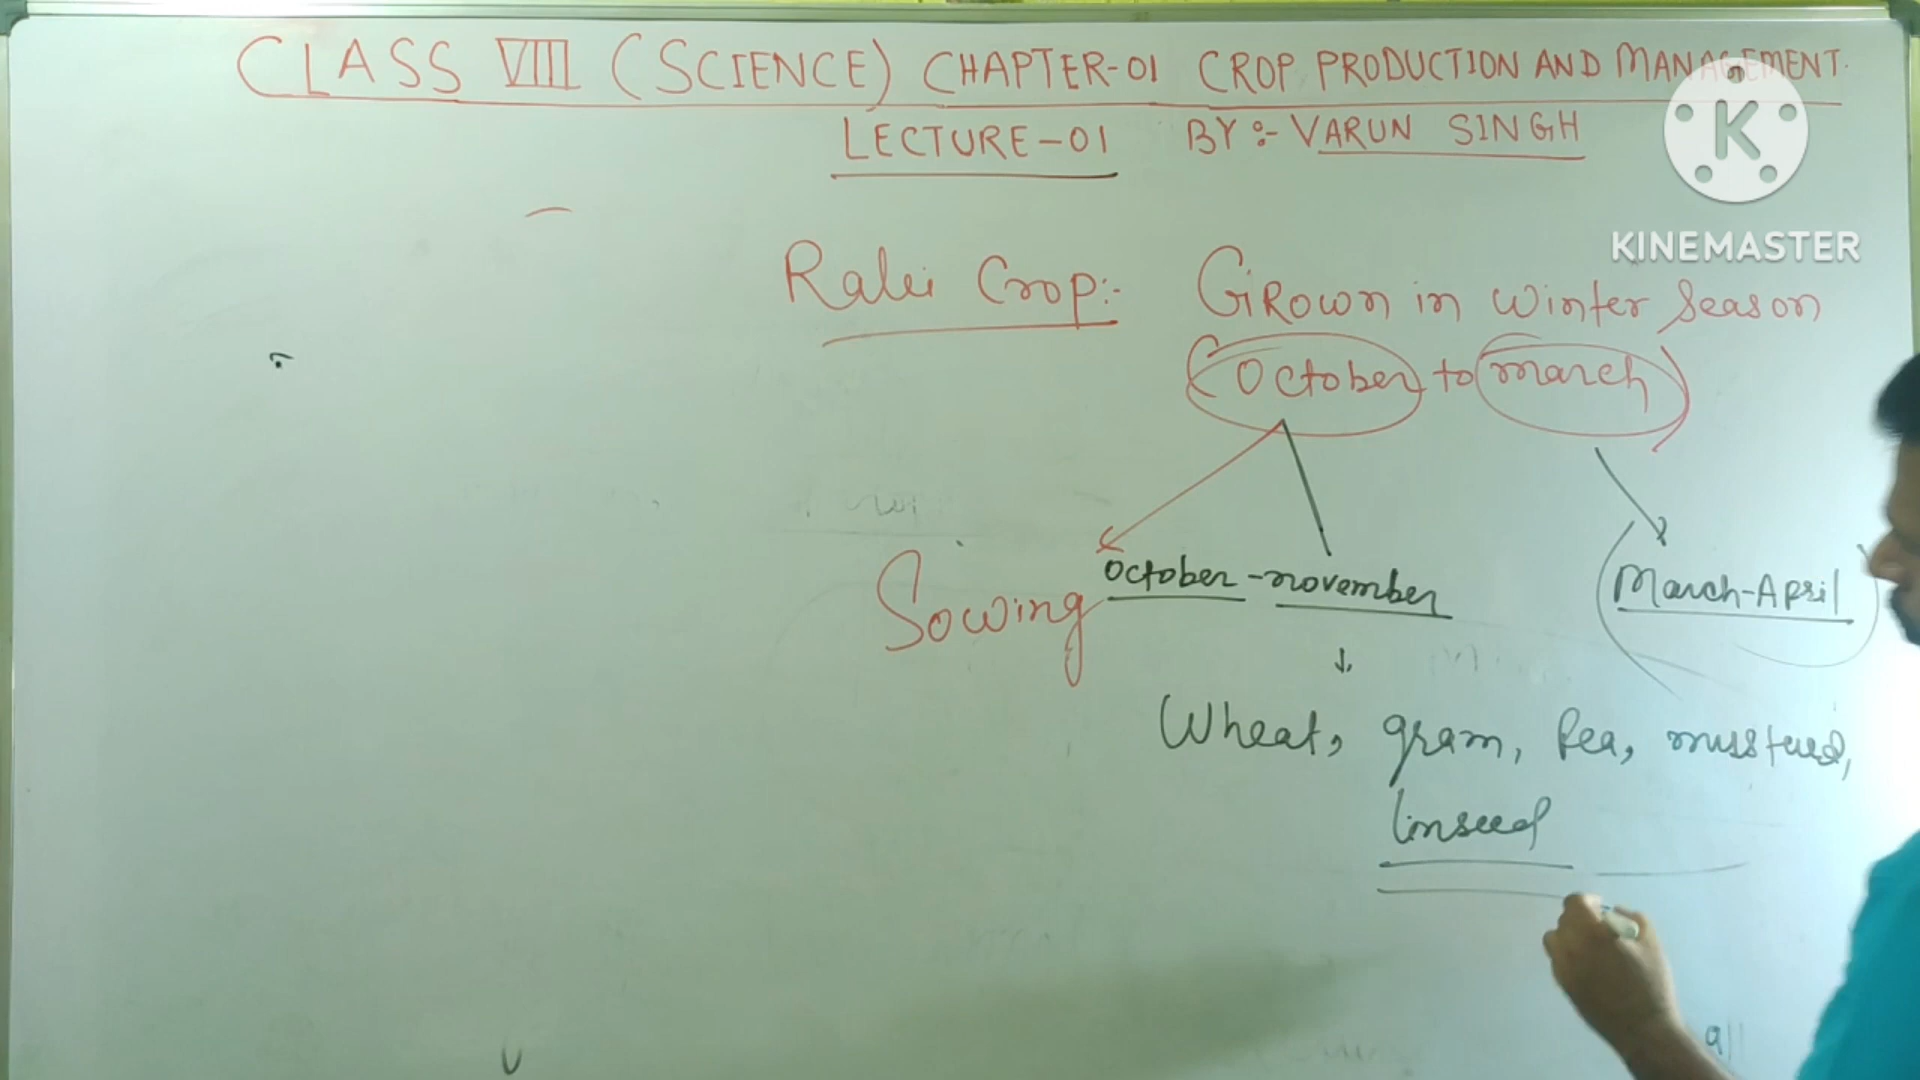 CLASS VIII (SCIENCE) CHAPTER-01 CROP PRODUCTION AND MANAGEMENT.
LECTURE-01 BY :- VARUN SINGH
K
KINEMASTER
Rabi Crop:- GROWN in winter season
(October to march)
Sowing October-november March-April
Wheat, gram, Pea, musturd,
linseed